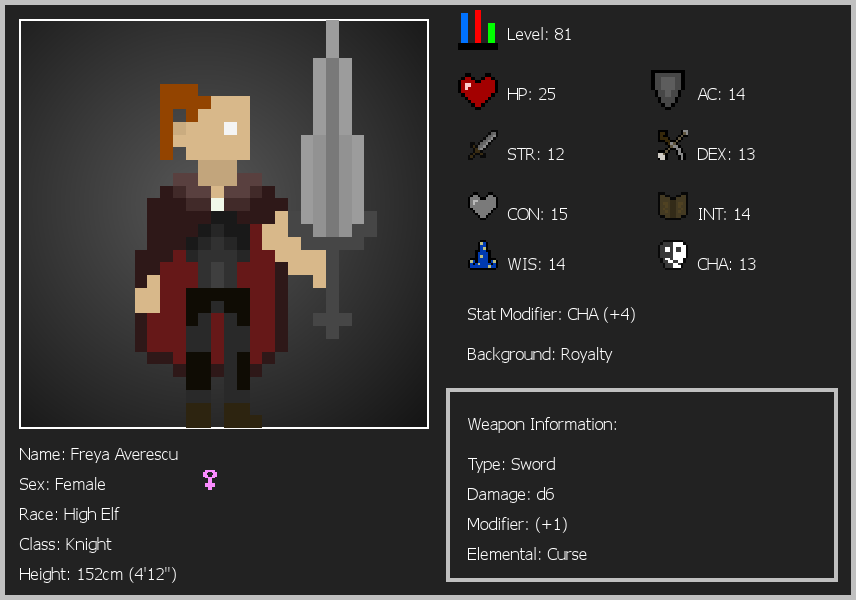 Level: 81
HP: 25
AC: 14
STR: 12
DEX: 13
CON: 15
INT: 14
WIS: 14
CHA: 13
Stat Modifier: CHA (+4)
Background: Royalty
Weapon Information:
Type: Sword
Damage: d6
Modifier: (+1)
Elemental: Curse
Name: Freya Averescu
Sex: Female
Race: High Elf
Class: Knight
Height: 152cm (4'12")